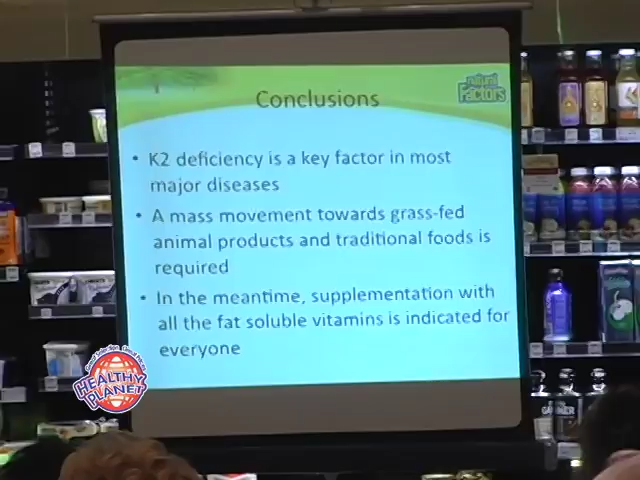 Conclusions
natural
Factors
• K2 deficiency is a key factor in most
major diseases
• A mass movement towards grass-fed
animal products and traditional foods is
required
• In the meantime, supplementation with
all the fat soluble vitamins is indicated for
everyone
HEALTHY
PLANET